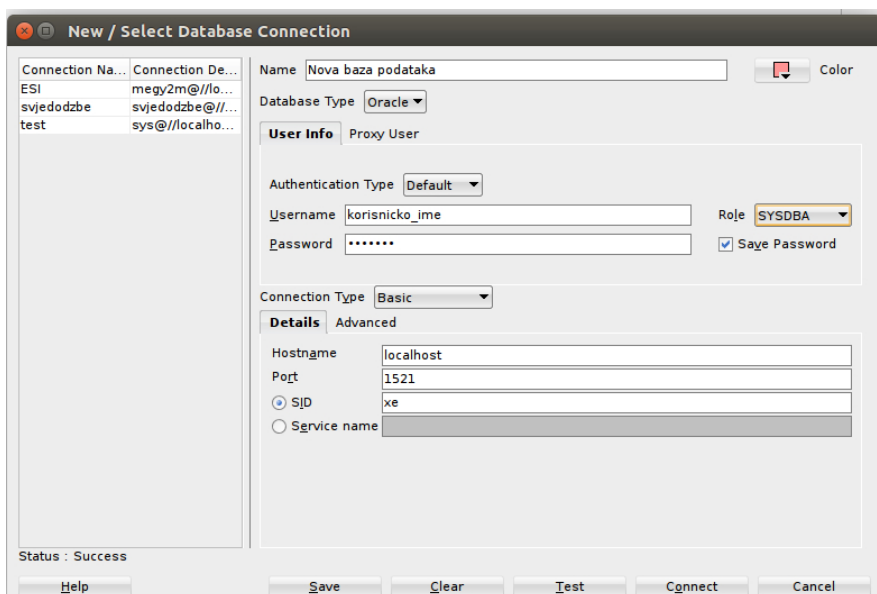 New / Select Database Connection
Connection Na... Connection De...
ESI megy2m@//lo...
svjedodzbe svjedodzbe@//...
test sys@//localho...
Name Nova baza podataka Color
Database Type Oracle
User Info Proxy User
Authentication Type Default
Username korisnicko_ime Role SYSDBA
Password ••••••• Save Password
Connection Type Basic
Details Advanced
Hostname localhost
Port 1521
SID xe
Service name
Status : Success
Help Save Clear Test Connect Cancel